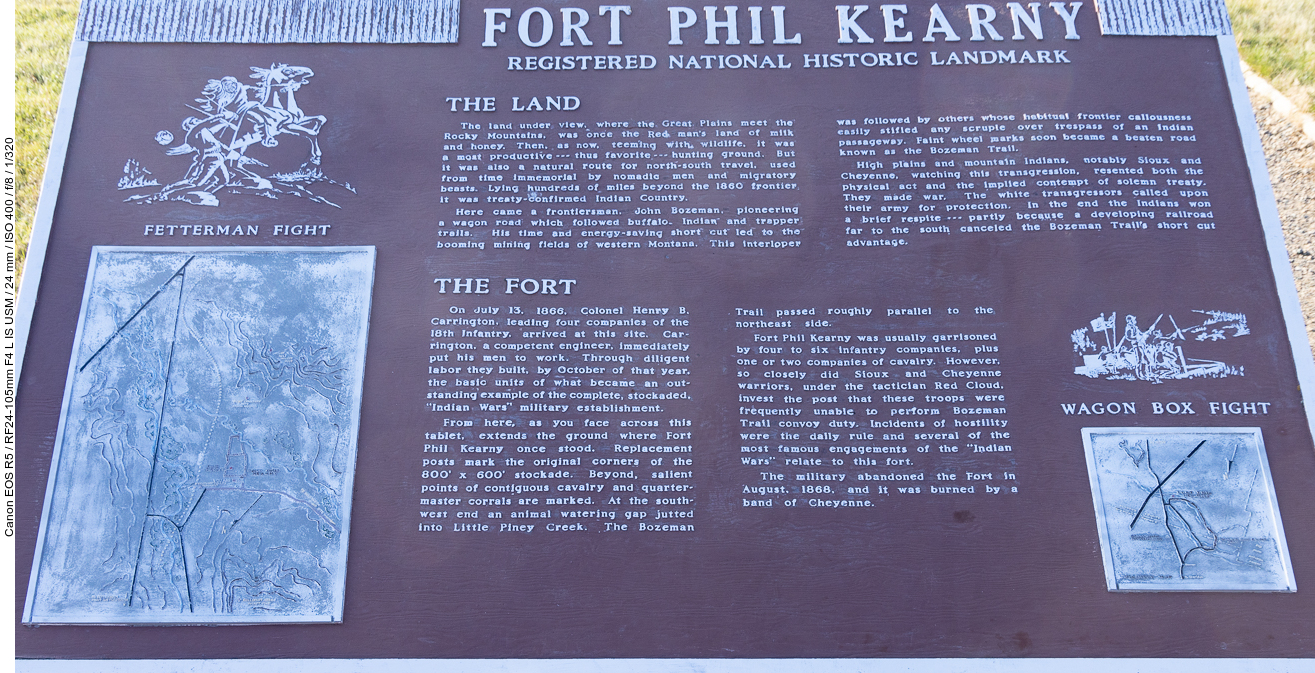 FORT PHIL KEARNY
REGISTERED NATIONAL HISTORIC LANDMARK
THE LAND
The land under view, where the Great Plains meet the
Rocky Mountains, was once the Red man's land of milk
and honey. Then, as now, teeming with wildlife, it was
a most productive --- thus favorite --- hunting ground. But
it was also a natural route for north-south travel, used
from time immemorial by nomadic men and migratory
beasts. Lying hundreds of miles beyond the 1860 frontier
it was treaty-confirmed Indian Country.
Here came a frontiersman, John Bozeman, pioneering
a wagon road which followed buffalo, Indian and trapper
trails. His time and energy-saving short cut led to the
booming mining fields of western Montana. This interloper
was followed by others whose habitual frontier callousness
easily stifled any scruple over trespass of an Indian
passageway. Faint wheel marks soon became a beaten road
known as the Bozeman Trail.
High plains and mountain Indians, notably Sioux and
Cheyenne, watching this transgression, resented both the
physical act and the implied contempt of solemn treaty.
They made war. The white transgressors called upon
their army for protection. In the end the Indians won
a brief respite --- partly because a developing railroad
far to the south canceled the Bozeman Trail's short cut
advantage.
FETTERMAN FIGHT
THE FORT
On July 13, 1866, Colonel Henry B.
Carrington, leading four companies of the
18th Infantry, arrived at this site. Car-
rington, a competent engineer, immediately
put his men to work. Through diligent
labor they built, by October of that year,
the basic units of what became an out-
standing example of the complete, stockaded,
"Indian Wars" military establishment.
From here, as you face across this
tablet, extends the ground where Fort
Phil Kearny once stood. Replacement
posts mark the original corners of the
800' x 600' stockade. Beyond, salient
points of contiguous cavalry and quarter-
master corrals are marked. At the south-
west end an animal watering gap jutted
into Little Piney Creek. The Bozeman
Trail passed roughly parallel to the
northeast side.
Fort Phil Kearny was usually garrisoned
by four to six infantry companies, plus
one or two companies of cavalry. However,
so closely did Sioux and Cheyenne
warriors, under the tactician Red Cloud,
invest the post that these troops were
frequently unable to perform Bozeman
Trail convoy duty. Incidents of hostility
were the daily rule and several of the
most famous engagements of the "Indian
Wars" relate to this fort.
The military abandoned the Fort in
August, 1868, and it was burned by a
band of Cheyenne.
WAGON BOX FIGHT
Canon EOS R5 / RF24-105mm F4 L IS USM / 24 mm / ISO 400 / f/8 / 1/320